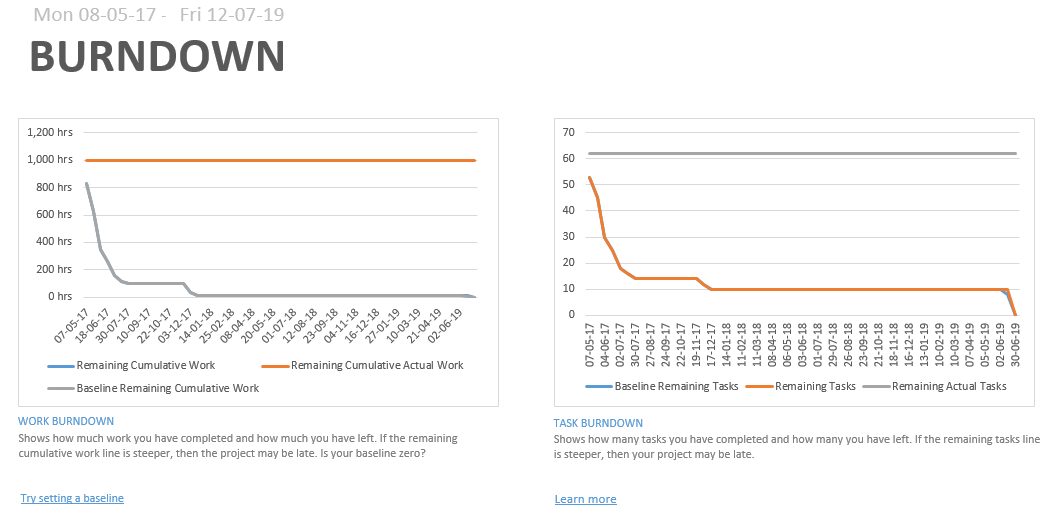 Mon 08-05-17 - Fri 12-07-19
BURNDOWN
1,200 hrs
1,000 hrs
800 hrs
600 hrs
400 hrs
200 hrs
0 hrs
07-05-17
18-06-17
30-07-17
10-09-17
22-10-17
03-12-17
14-01-18
25-02-18
08-04-18
20-05-18
01-07-18
12-08-18
23-09-18
04-11-18
16-12-18
27-01-19
10-03-19
21-04-19
02-06-19
Remaining Cumulative Work
Remaining Cumulative Actual Work
Baseline Remaining Cumulative Work
WORK BURNDOWN
Shows how much work you have completed and how much you have left. If the remaining
cumulative work line is steeper, then the project may be late. Is your baseline zero?
Try setting a baseline
70
60
50
40
30
20
10
0
07-05-17
04-06-17
02-07-17
30-07-17
27-08-17
24-09-17
22-10-17
19-11-17
17-12-17
14-01-18
11-02-18
11-03-18
08-04-18
06-05-18
03-06-18
01-07-18
29-07-18
26-08-18
23-09-18
21-10-18
18-11-18
16-12-18
13-01-19
10-02-19
10-03-19
07-04-19
05-05-19
02-06-19
30-06-19
Baseline Remaining Tasks
Remaining Tasks
Remaining Actual Tasks
TASK BURNDOWN
Shows how many tasks you have completed and how many you have left. If the remaining tasks line
is steeper, then your project may be late.
Learn more